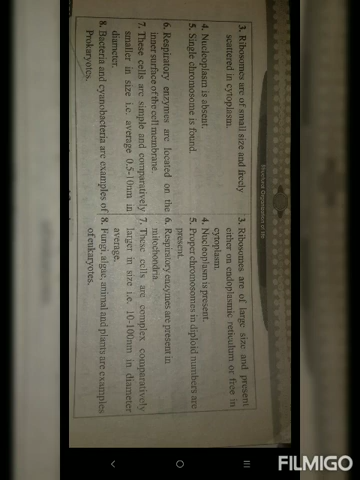 Structural Organization of life
3. Ribosomes are of small size and freely
scattered in cytoplasm.
4. Nucleoplasm is absent.
5. Single chromosome is found.
6. Respiratory enzymes are located on the
inner surface of the cell membrane
7. These cells are simple and comparatively
smaller in size i.e. average 0.5-10nm in
diameter.
8. Bacteria and cyanobacteria are examples of
Prokaryotes.
3. Ribosomes are of large size and present
either on endoplasmic reticulum or free in
cytoplasm.
4. Nucleoplasm is present.
5. Proper chromosomes in diploid numbers are
present.
6. Respiratory enzymes are present in
mitochondria.
7. These cells are complex comparatively
larger in size i.e. 10-100nm in diameter
average.
8. Fungi, algae, animal and plants are examples
of eukaryotes.
FILMIGO